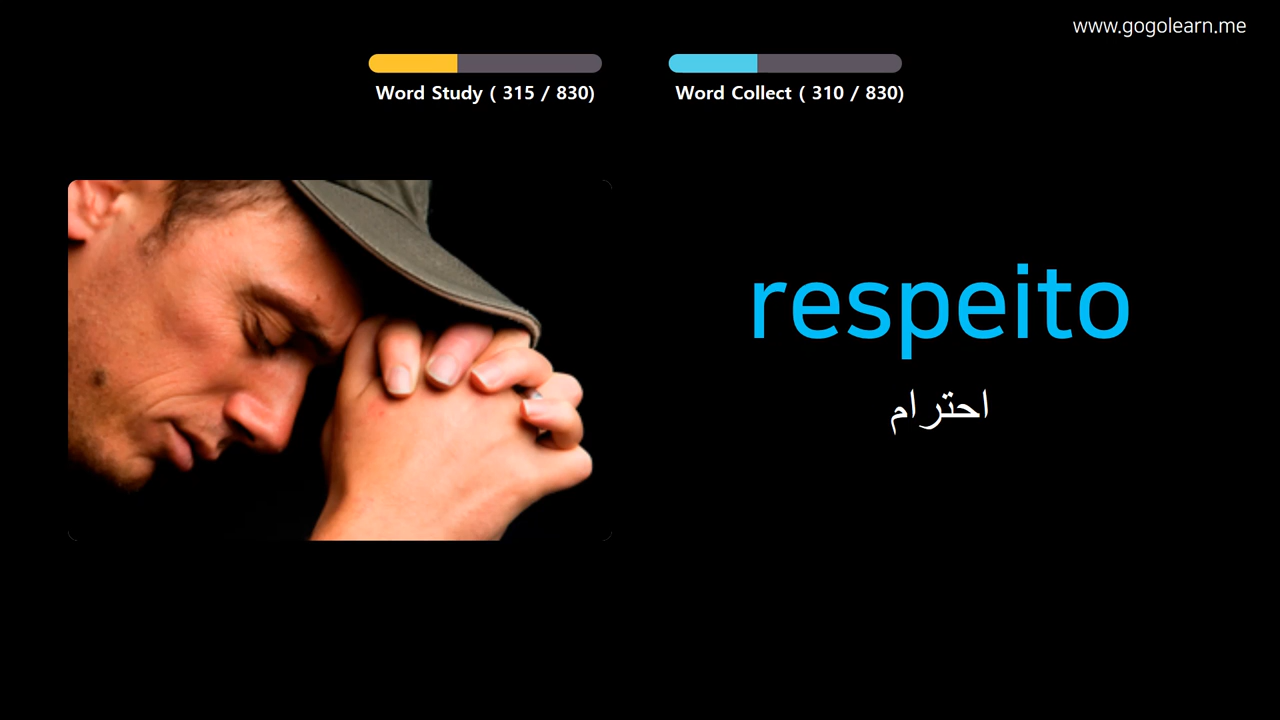 www.gogolearn.me
Word Study ( 315 / 830)
Word Collect ( 310 / 830)
respeito
احترام